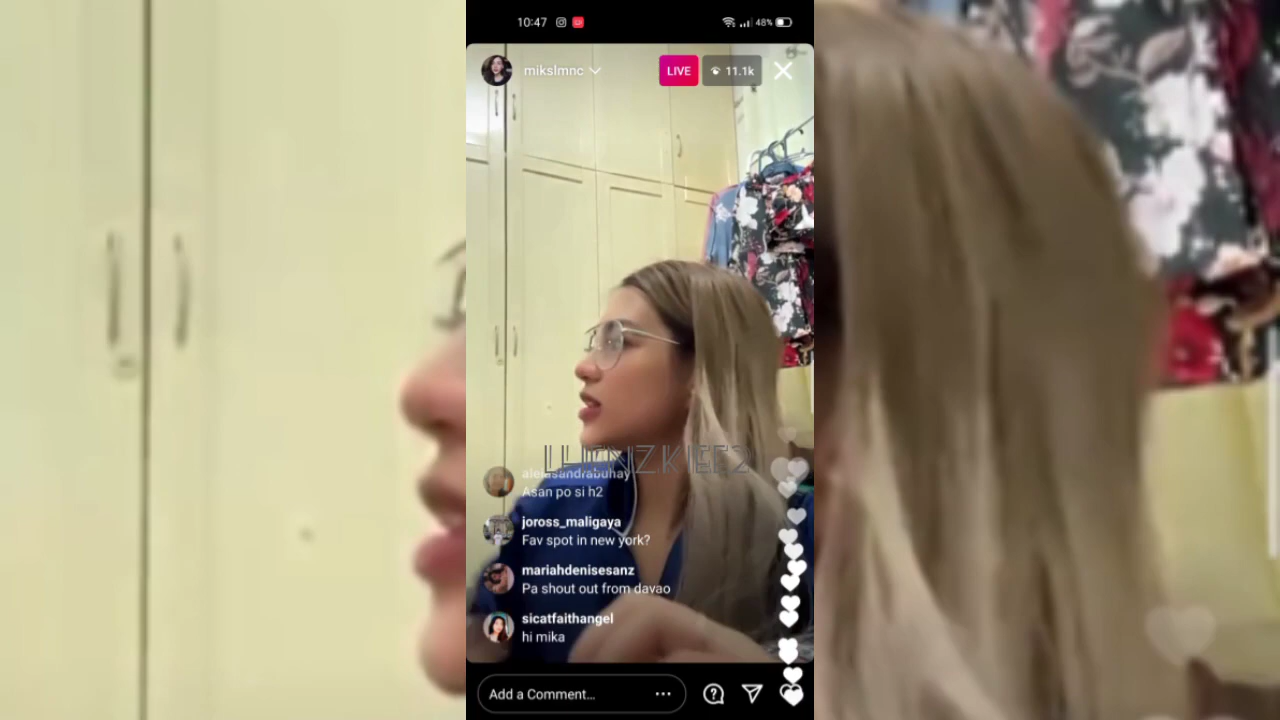 10:47
48%
mikslmnc
LIVE
11.1k
LHENZKIEE2
Asan po si h2
joross_maligaya
Fav spot in new york?
mariahdenisesanz
Pa shout out from davao
sicatfaithangel
hi mika
Add a Comment...